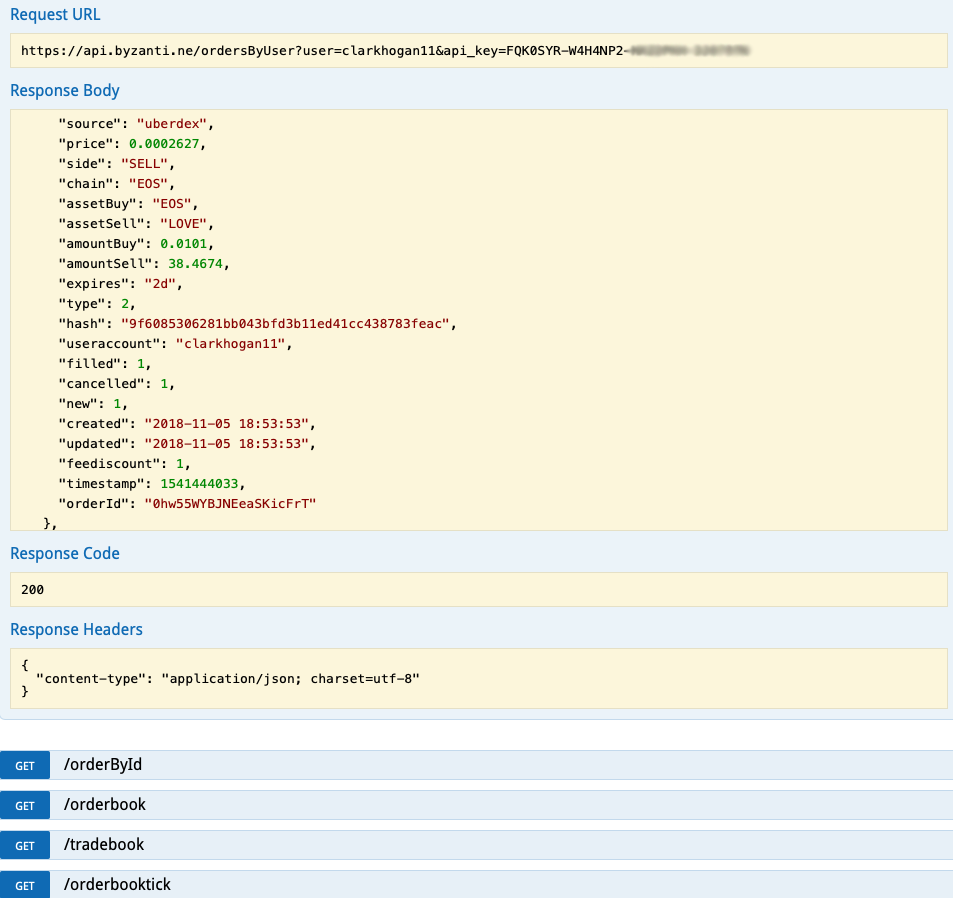 Request URL
https://api.byzanti.ne/ordersByUser?user=clarkhogan11&api_key=FQK0SYR-W4H4NP2-
Response Body
"source": "uberdex",
"price": 0.0002627,
"side": "SELL",
"chain": "EOS",
"assetBuy": "EOS",
"assetSell": "LOVE",
"amountBuy": 0.0101,
"amountSell": 38.4674,
"expires": "2d",
"type": 2,
"hash": "9f6085306281bb043bfd3b11ed41cc438783feac",
"useraccount": "clarkhogan11",
"filled": 1,
"cancelled": 1,
"new": 1,
"created": "2018-11-05 18:53:53",
"updated": "2018-11-05 18:53:53",
"feediscount": 1,
"timestamp": 1541444033,
"orderId": "0hw55WYBJNEeaSKicFrT"
},
Response Code
200
Response Headers
{
"content-type": "application/json; charset=utf-8"
}
GET /orderById
GET /orderbook
GET /tradebook
GET /orderbooktick